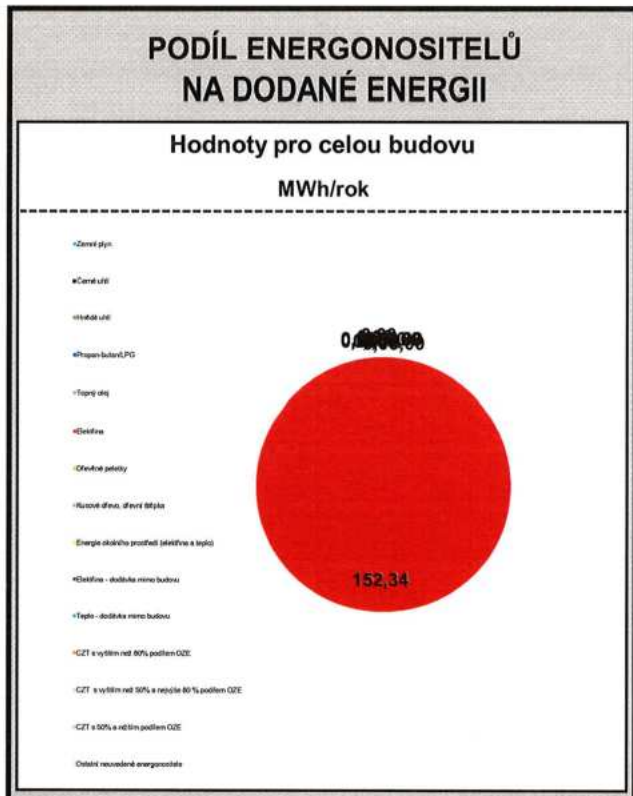 PODÍL ENERGONOSITELŮ
NA DODANÉ ENERGII
Hodnoty pro celou budovu
MWh/rok
Zemní plyn
Černé uhlí
Hnědé uhlí
Propan-butan/LPG
Topný olej
Elektřina
Dřevěné peletky
Kusové dřevo, dřevní štěpka
Energie okolního prostředí (elektřina a teplo)
Elektřina - dodávka mimo budovu
Teplo - dodávka mimo budovu
CZT s vyšším než 80% podílem OZE
CZT s vyšším než 50% a nejvýše 80 % podílem OZE
CZT s 50% a nižším podílem OZE
Ostatní neuvedené energonositele
152,34